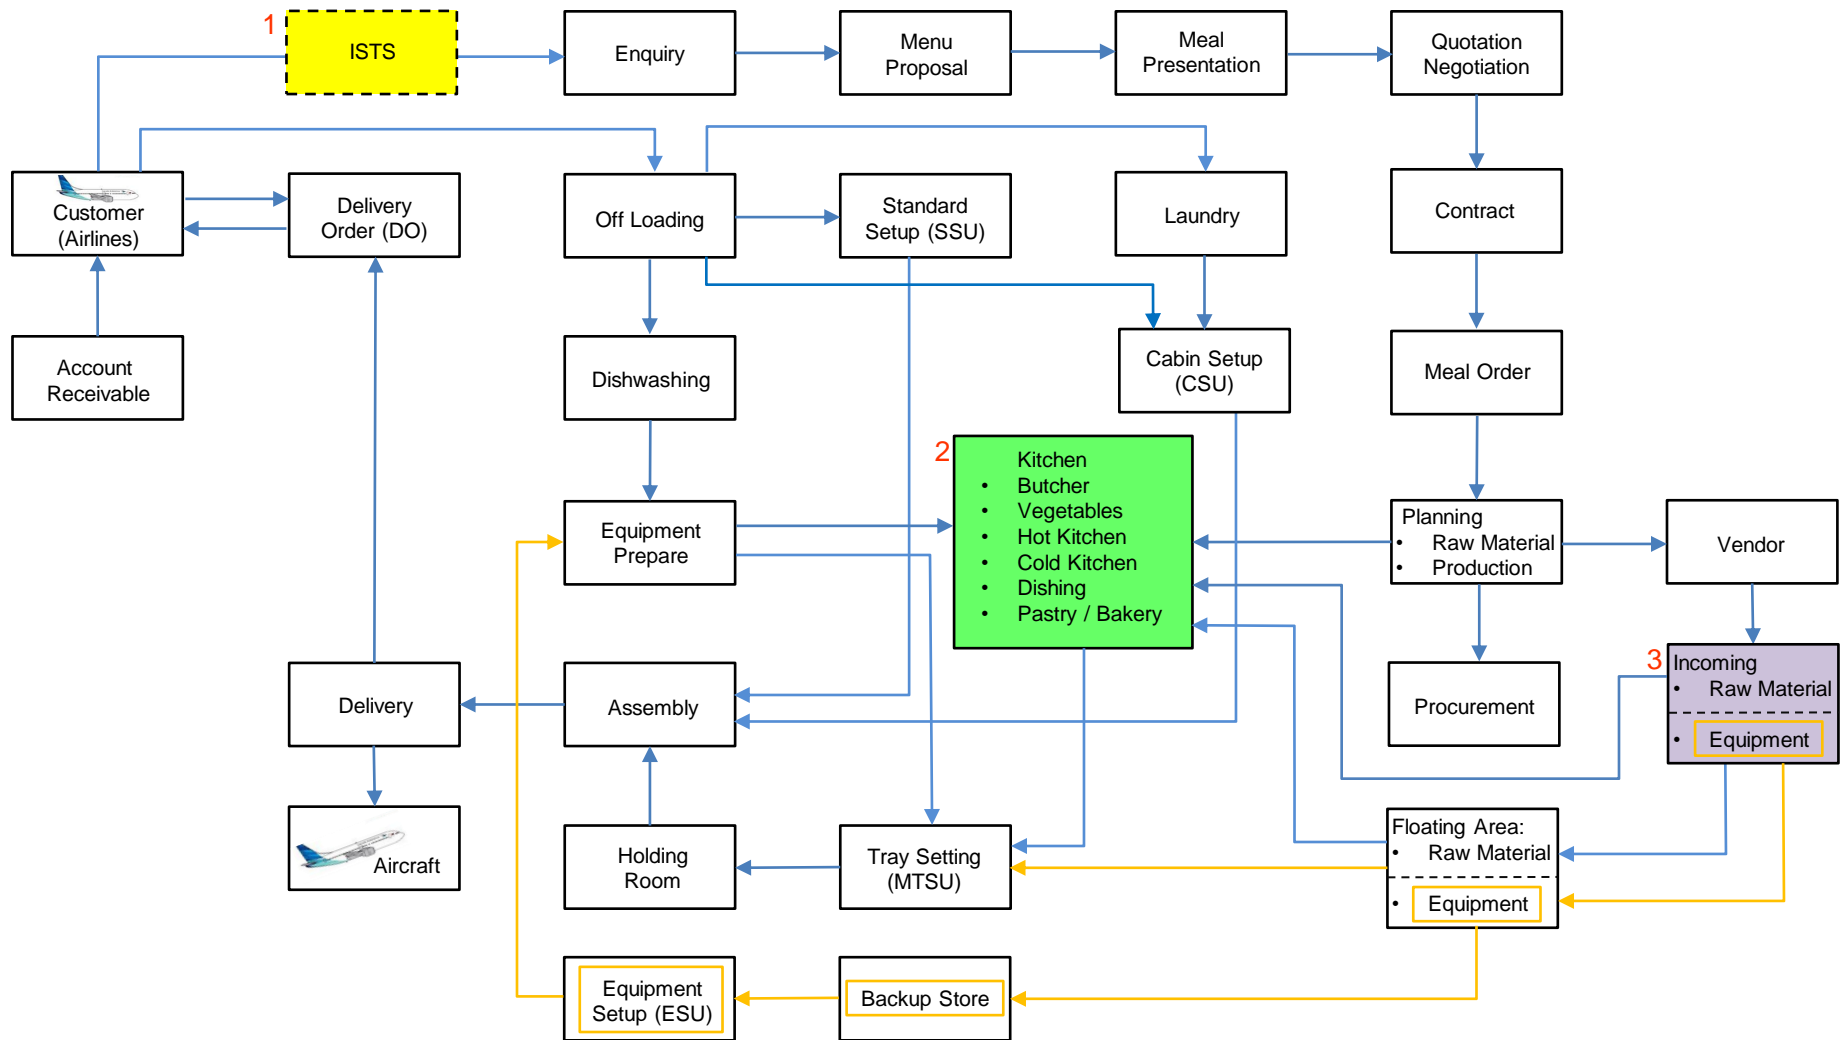 1
ISTS
Enquiry
Menu
Proposal
Meal
Presentation
Quotation
Negotiation
Customer
(Airlines)
Delivery
Order (DO)
Off Loading
Standard
Setup (SSU)
Laundry
Contract
Account
Receivable
Dishwashing
Cabin Setup
(CSU)
Meal Order
2
Kitchen
• Butcher
• Vegetables
• Hot Kitchen
• Cold Kitchen
• Dishing
• Pastry / Bakery
Equipment
Prepare
Planning
• Raw Material
• Production
Vendor
Delivery
Assembly
Procurement
3
Incoming
• Raw Material
• Equipment
Aircraft
Holding
Room
Tray Setting
(MTSU)
Floating Area:
• Raw Material
• Equipment
Equipment
Setup (ESU)
Backup Store